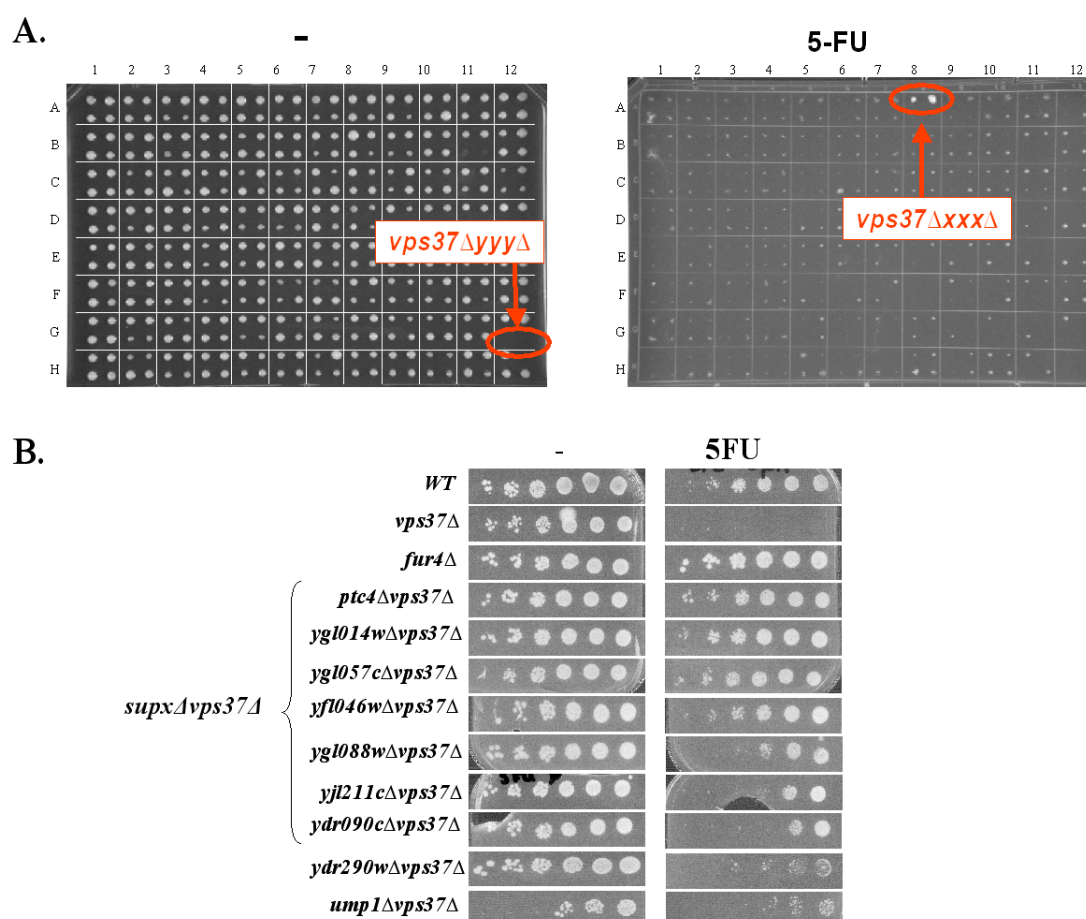 A.
-
5-FU
1 2 3 4 5 6 7 8 9 10 11 12
1 2 3 4 5 6 7 8 9 10 11 12
A
B
C
D
E
F
G
H
A
B
C
D
E
F
G
H
vps37Δyyy∆
vps37Δxxx∆
B.
- 5FU
WT
vps37Δ
fur4Δ
ptc4Δvps37Δ
ygl014wΔvps37Δ
ygl057cΔvps37Δ
supxΔvps37Δ
yfl046wΔvps37Δ
ygl088wΔvps37Δ
yjl211cΔvps37Δ
ydr090cΔvps37Δ
ydr290wΔvps37Δ
ump1Δvps37Δ